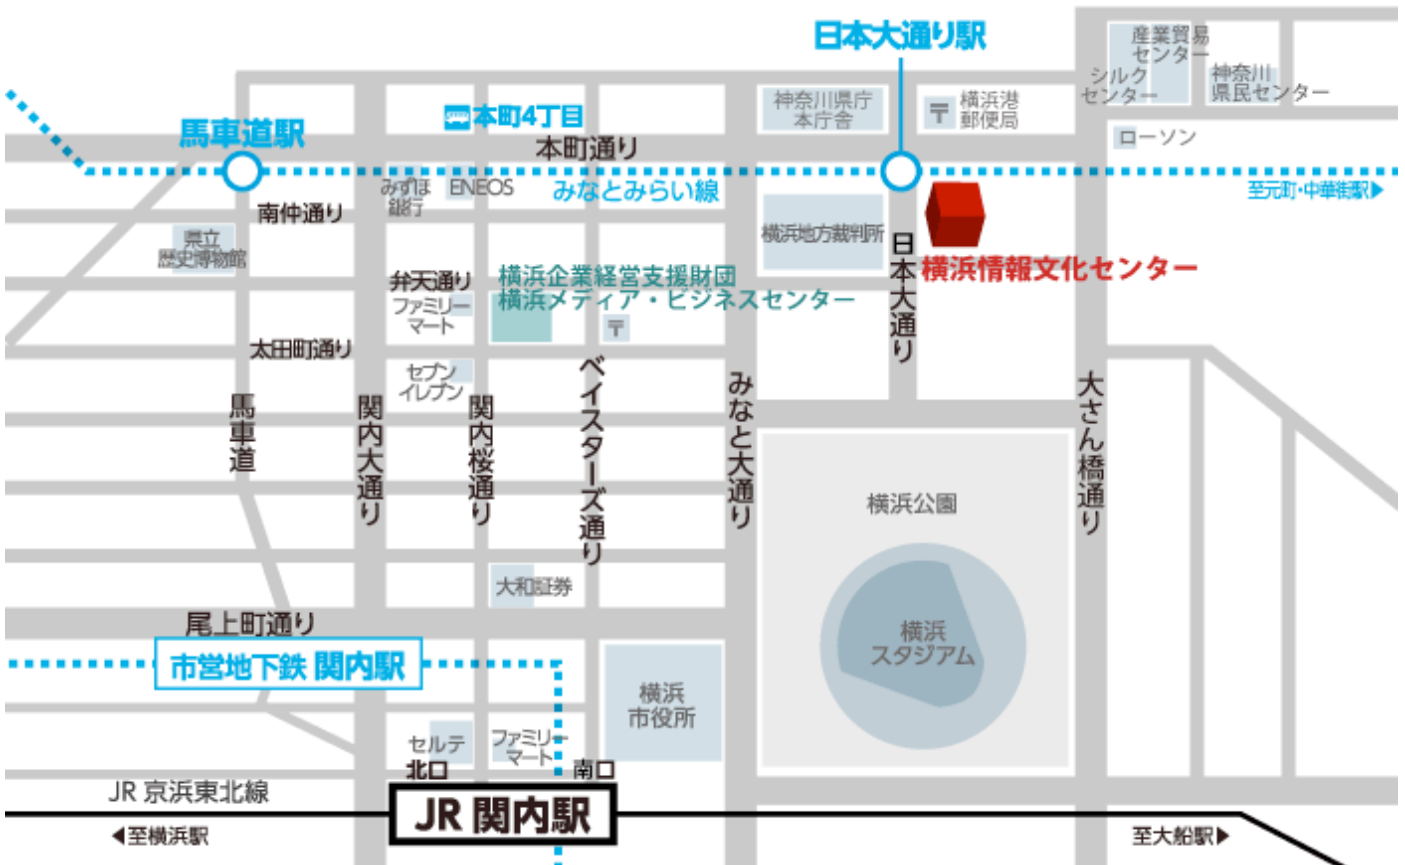 日本大通り駅
産業貿易
センター
シルク
センター
神奈川
県民センター
神奈川県庁
本庁舎
〒
横浜港
郵便局
本町4丁目
馬車道駅
本町通り
ローソン
みずほ
銀行
ENEOS
みなとみらい線
至元町・中華街駅▶
南仲通り
県立
歴史博物館
横浜地方裁判所
日本大通り
横浜情報文化センター
弁天通り
横浜企業経営支援財団
横浜メディア・ビジネスセンター
ファミリー
マート
〒
太田町通り
セブン
イレブン
馬車道
関内大通り
関内桜通り
ベイスターズ通り
みなと大通り
大さん橋通り
横浜公園
大和証券
尾上町通り
横浜
スタジアム
市営地下鉄 関内駅
横浜
市役所
セルテ
ファミリー
マート
北口
南口
JR 京浜東北線
JR 関内駅
◀至横浜駅
至大船駅▶